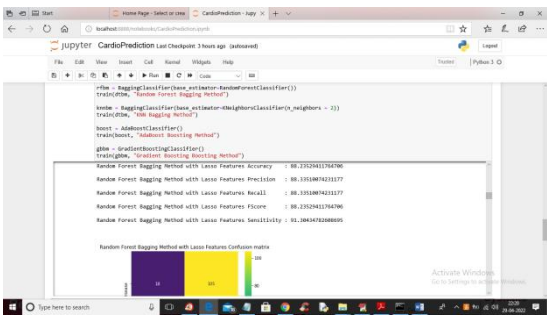 Start
Home Page - Select or crea
CardioPrediction - Jupy
localhost:8888/notebooks/CardioPrediction.ipynb
jupyter CardioPrediction Last Checkpoint: 3 hours ago (autosaved)
Logout
File Edit View Insert Cell Kernel Widgets Help
Trusted
Python 3
Run
Code
rfbm = BaggingClassifier(base_estimator=RandomForestClassifier())
train(dtbm, "Random Forest Bagging Method")
knnbm = BaggingClassifier(base_estimator=KNeighborsClassifier(n_neighbors = 2))
train(dtbm, "KNN Bagging Method")
boost = AdaBoostClassifier()
train(boost, "AdaBoost Boosting Method")
gbbm = GradientBoostingClassifier()
train(gbbm, "Gradient Boosting Boosting Method")
Random Forest Bagging Method with Lasso Features Accuracy : 88.23529411764706
Random Forest Bagging Method with Lasso Features Precision : 88.33510074231177
Random Forest Bagging Method with Lasso Features Recall : 88.33510074231177
Random Forest Bagging Method with Lasso Features FScore : 88.23529411764706
Random Forest Bagging Method with Lasso Features Sensitivity : 91.30434782608695
Random Forest Bagging Method with Lasso Features Confusion matrix
Activate Windows
Go to Settings to activate Windows.
Type here to search